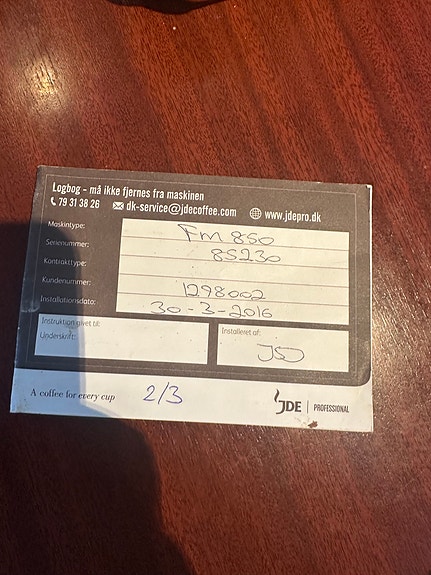 Logbog - må ikke fjernes fra maskinen
79 31 38 26 dk-service@jdecoffee.com www.jdepro.dk
Maskintype: Fm 850
Serienummer: 85230
Kontrakttype:
Kundenummer: 1298002
Installationsdato: 30-3-2016
Instruktion givet til: Installeret af:
Underskrift: JSJ
A coffee for every cup 2/3 JDE | PROFESSIONAL